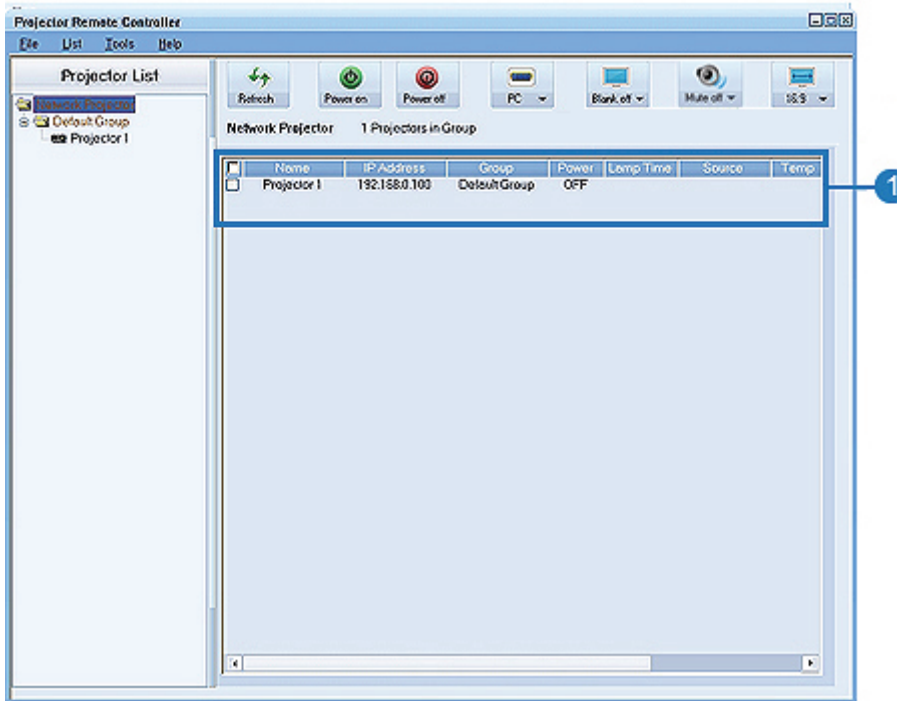 Projector Remote Controller
File List Tools Help
Projector List
Network Projector
Default Group
Projector 1
Refresh Power on Power off PC Blank off Mute off 16:9
Network Projector 1 Projectors in Group
Name IP Address Group Power Lamp Time Source Temp
Projector 1 192.168.0.100 Default Group OFF
1